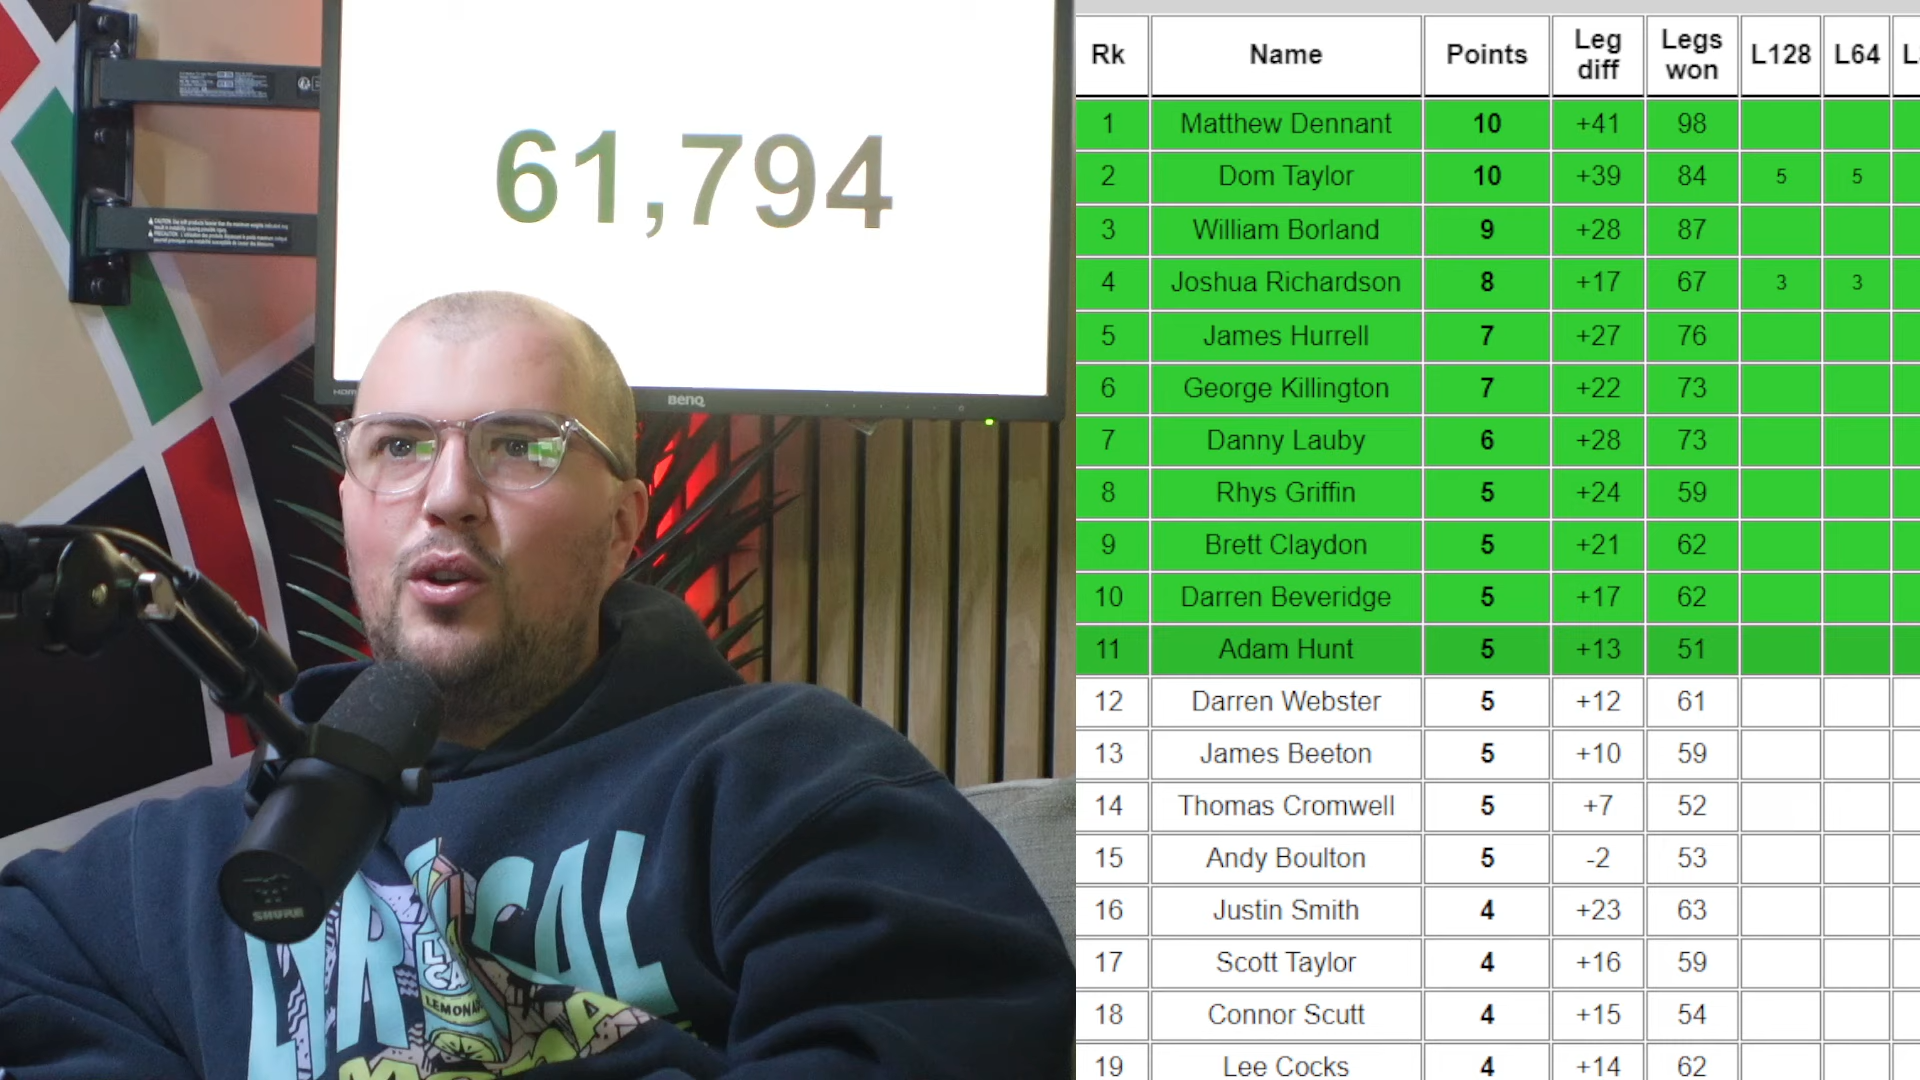 61,794
BenQ
SHURE
LYRICAL
LEMONADE
Rk Name Points Leg diff Legs won L128 L64
1 Matthew Dennant 10 +41 98
2 Dom Taylor 10 +39 84 5 5
3 William Borland 9 +28 87
4 Joshua Richardson 8 +17 67 3 3
5 James Hurrell 7 +27 76
6 George Killington 7 +22 73
7 Danny Lauby 6 +28 73
8 Rhys Griffin 5 +24 59
9 Brett Claydon 5 +21 62
10 Darren Beveridge 5 +17 62
11 Adam Hunt 5 +13 51
12 Darren Webster 5 +12 61
13 James Beeton 5 +10 59
14 Thomas Cromwell 5 +7 52
15 Andy Boulton 5 -2 53
16 Justin Smith 4 +23 63
17 Scott Taylor 4 +16 59
18 Connor Scutt 4 +15 54
19 Lee Cocks 4 +14 62